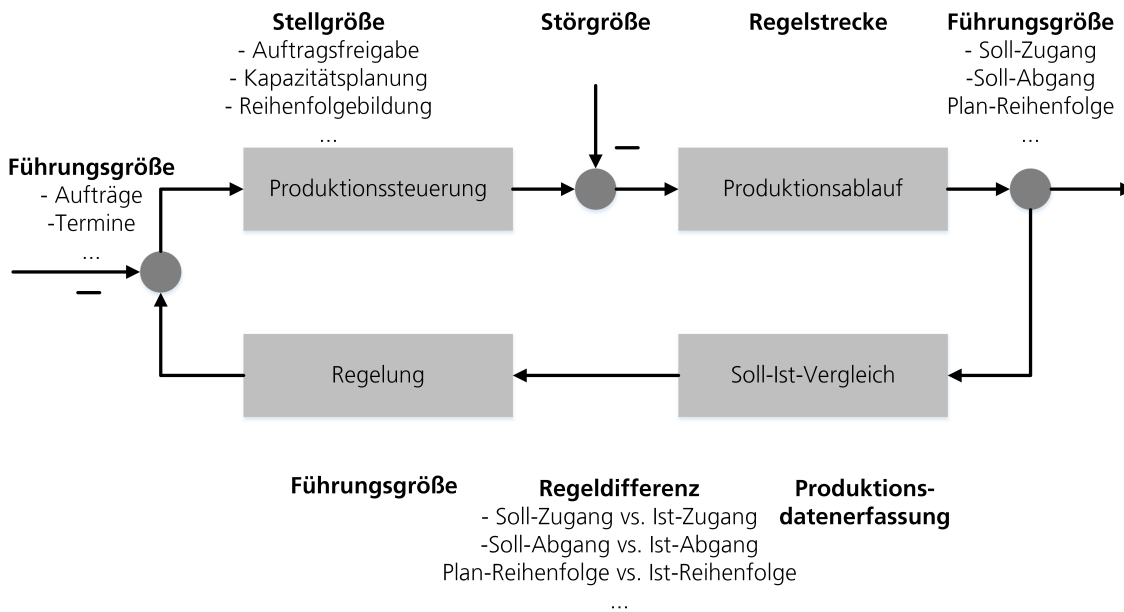 Stellgröße
- Auftragsfreigabe
- Kapazitätsplanung
- Reihenfolgebildung
...
Störgröße
Regelstrecke
Führungsgröße
- Soll-Zugang
-Soll-Abgang
Plan-Reihenfolge
...
Führungsgröße
- Aufträge
-Termine
...
Produktionssteuerung
Produktionsablauf
Regelung
Soll-Ist-Vergleich
Führungsgröße
Regeldifferenz
- Soll-Zugang vs. Ist-Zugang
-Soll-Abgang vs. Ist-Abgang
Plan-Reihenfolge vs. Ist-Reihenfolge
...
Produktions-
datenerfassung